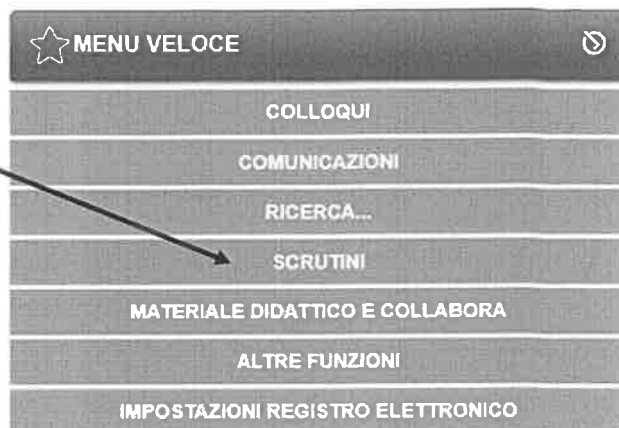 MENU VELOCE
COLLOQUI
COMUNICAZIONI
RICERCA...
SCRUTINI
MATERIALE DIDATTICO E COLLABORA
ALTRE FUNZIONI
IMPOSTAZIONI REGISTRO ELETTRONICO